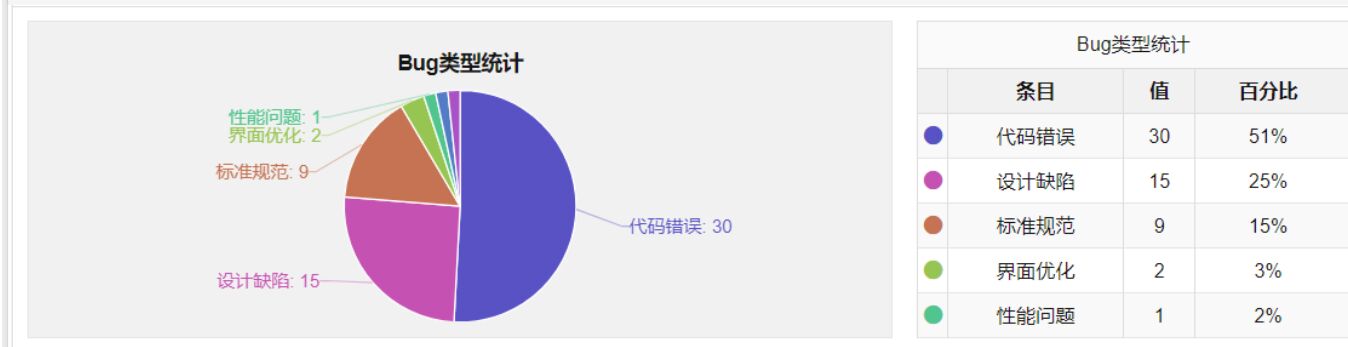 Bug类型统计
性能问题: 1
界面优化: 2
标准规范: 9
代码错误: 30
设计缺陷: 15
Bug类型统计
条目 值 百分比
代码错误 30 51%
设计缺陷 15 25%
标准规范 9 15%
界面优化 2 3%
性能问题 1 2%